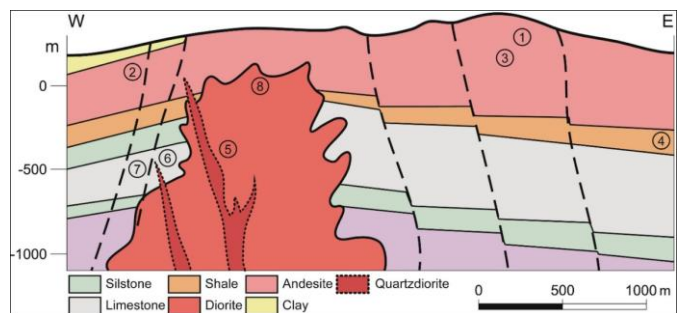 W E
m
①
②
③
0
⑧
④
⑤
⑥
-500
⑦
-1000
Silstone Shale Andesite Quartzdiorite
Limestone Diorite Clay
0 500 1000 m